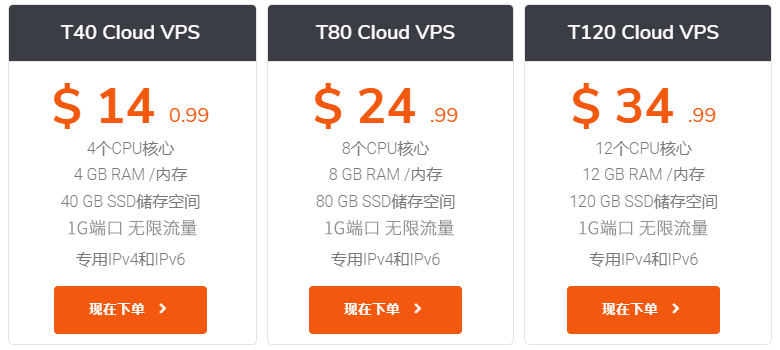 T40 Cloud VPS
$ 14 0.99
4个CPU核心
4 GB RAM /内存
40 GB SSD储存空间
1G端口 无限流量
专用IPv4和IPv6
现在下单
T80 Cloud VPS
$ 24 .99
8个CPU核心
8 GB RAM /内存
80 GB SSD储存空间
1G端口 无限流量
专用IPv4和IPv6
现在下单
T120 Cloud VPS
$ 34 .99
12个CPU核心
12 GB RAM /内存
120 GB SSD储存空间
1G端口 无限流量
专用IPv4和IPv6
现在下单